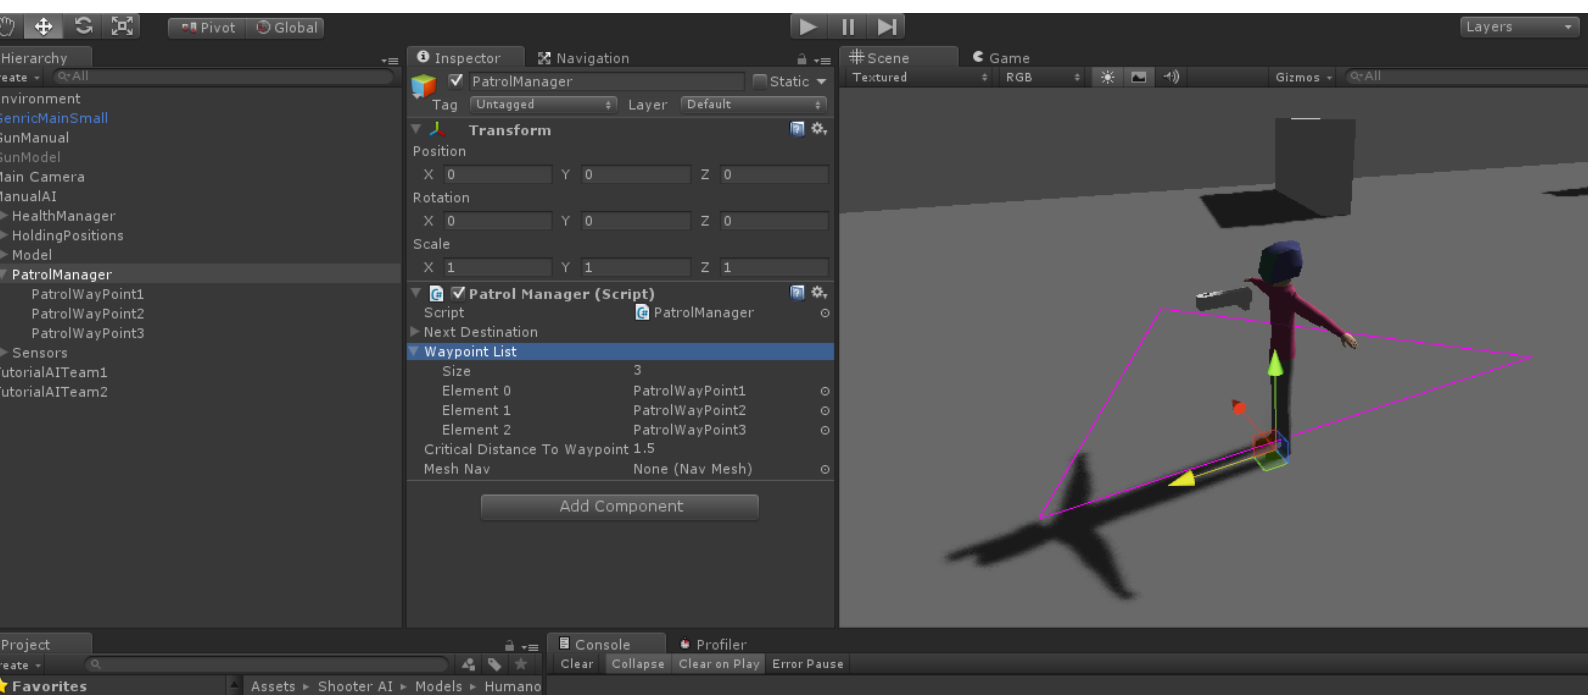 Pivot Global Layers
Hierarchy
reate All
nvironment
GenricMainSmall
GunManual
GunModel
Main Camera
ManualAI
HealthManager
HoldingPositions
Model
PatrolManager
PatrolWayPoint1
PatrolWayPoint2
PatrolWayPoint3
Sensors
TutorialAITeam1
TutorialAITeam2
Inspector Navigation
PatrolManager Static
Tag Untagged Layer Default
Transform
Position
X 0 Y 0 Z 0
Rotation
X 0 Y 0 Z 0
Scale
X 1 Y 1 Z 1
Patrol Manager (Script)
Script PatrolManager
Next Destination
Waypoint List
Size 3
Element 0 PatrolWayPoint1
Element 1 PatrolWayPoint2
Element 2 PatrolWayPoint3
Critical Distance To Waypoint 1.5
Mesh Nav None (Nav Mesh)
Add Component
Scene Game
Textured RGB Gizmos All
Project
reate
Favorites Assets Shooter AI Models Humano
Console Profiler
Clear Collapse Clear on Play Error Pause